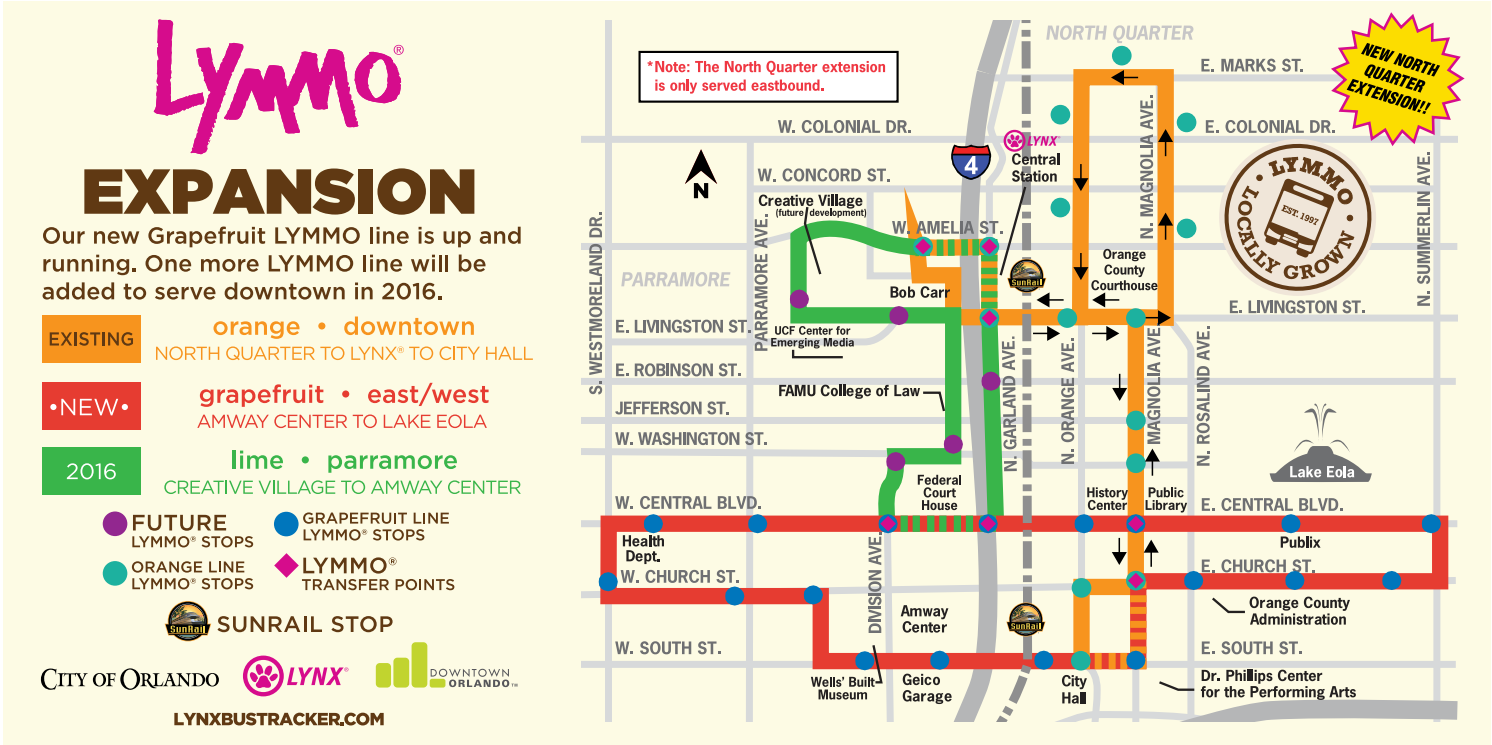 LYMMO®
EXPANSION
Our new Grapefruit LYMMO line is up and
running. One more LYMMO line will be
added to serve downtown in 2016.
EXISTING
orange • downtown
NORTH QUARTER TO LYNX® TO CITY HALL
•NEW•
grapefruit • east/west
AMWAY CENTER TO LAKE EOLA
2016
lime • parramore
CREATIVE VILLAGE TO AMWAY CENTER
FUTURE
LYMMO® STOPS
GRAPEFRUIT LINE
LYMMO® STOPS
ORANGE LINE
LYMMO® STOPS
LYMMO®
TRANSFER POINTS
SunRail
SUNRAIL STOP
CITY OF ORLANDO
LYNX®
DOWNTOWN
ORLANDO™
LYNXBUSTRACKER.COM
*Note: The North Quarter extension
is only served eastbound.
NORTH QUARTER
E. MARKS ST.
NEW NORTH
QUARTER
EXTENSION!!
W. COLONIAL DR.
E. COLONIAL DR.
4
LYNX
Central
Station
N
W. CONCORD ST.
Creative Village
(future development)
W. AMELIA ST.
N. MAGNOLIA AVE.
N. SUMMERLIN AVE.
• LYMMO •
EST. 1997
LOCALLY GROWN
S. WESTMORELAND DR.
PARRAMORE AVE.
PARRAMORE
Bob Carr
SunRail
Orange
County
Courthouse
E. LIVINGSTON ST.
E. LIVINGSTON ST.
UCF Center for
Emerging Media
E. ROBINSON ST.
FAMU College of Law
JEFFERSON ST.
W. WASHINGTON ST.
N. GARLAND AVE.
N. ORANGE AVE.
MAGNOLIA AVE
N. ROSALIND AVE.
Lake Eola
Federal
Court
House
History
Center
Public
Library
W. CENTRAL BLVD.
E. CENTRAL BLVD.
Health
Dept.
Publix
W. CHURCH ST.
E. CHURCH ST.
DIVISION AVE.
Amway
Center
SunRail
Orange County
Administration
W. SOUTH ST.
E. SOUTH ST.
Wells' Built
Museum
Geico
Garage
City
Hall
Dr. Phillips Center
for the Performing Arts